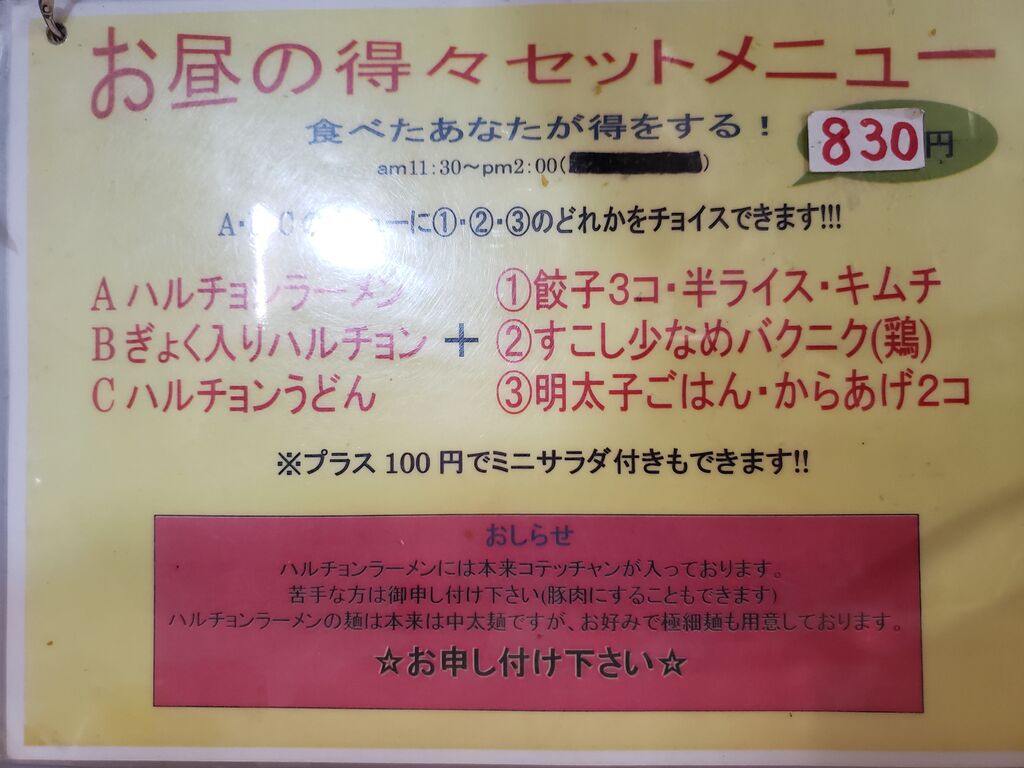 お昼の得々セットメニュー
食べたあなたが得をする!
830円
am11:30～pm2:00( )
A・ に①・②・③のどれかをチョイスできます!!!
A ハルチョンラーメン
B ぎょく入りハルチョン
C ハルチョンうどん
＋
①餃子3コ・半ライス・キムチ
②すこし少なめバクニク(鶏)
③明太子ごはん・からあげ2コ
※プラス100円でミニサラダ付きもできます!!
おしらせ
ハルチョンラーメンには本来コテッチャンが入っております。
苦手な方は御申し付け下さい(豚肉にすることもできます)
ハルチョンラーメンの麺は本来は中太麺ですが、お好みで極細麺も用意しております。
☆お申し付け下さい☆